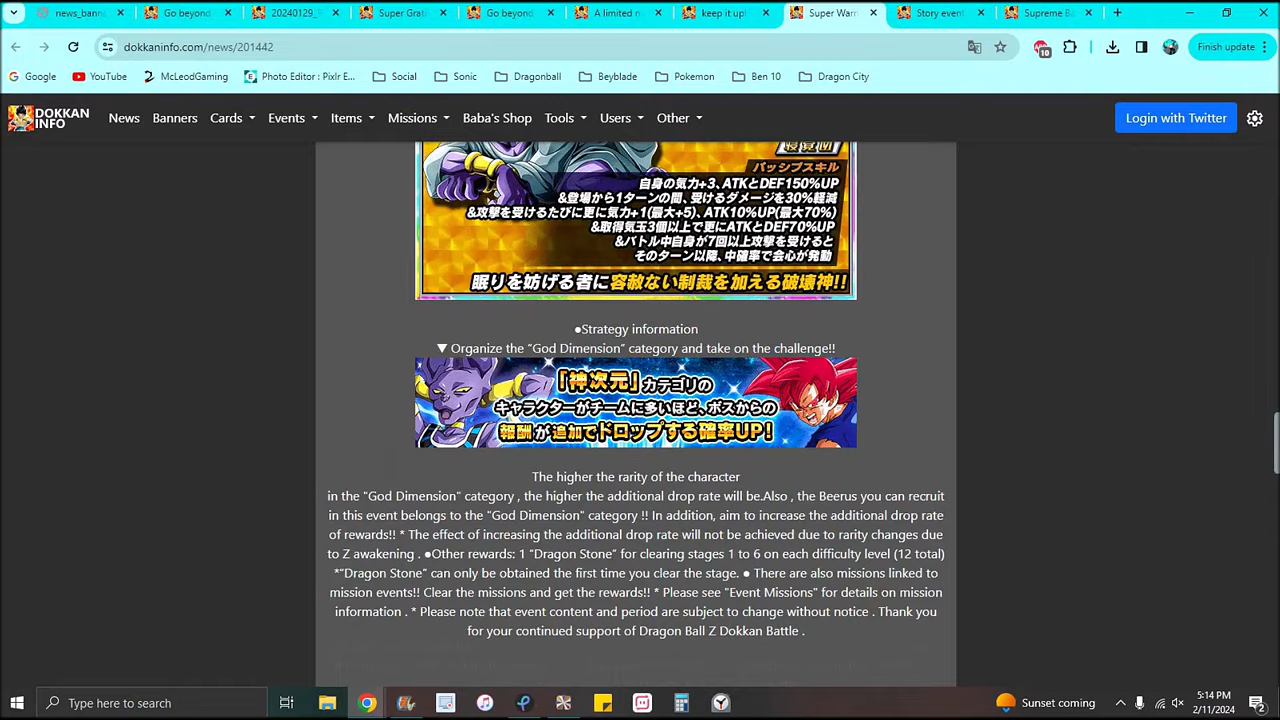 news_bann
Go beyond
20240129_
Super Grati
Go beyond
A limited n
keep it up!
Super Warr
Story event
Supreme Ba
dokkaninfo.com/news/201442
10
Finish update
Google
YouTube
McLeodGaming
Photo Editor : Pixlr E...
Social
Sonic
Dragonball
Beyblade
Pokemon
Ben 10
Dragon City
DOKKAN
INFO
News
Banners
Cards
Events
Items
Missions
Baba's Shop
Tools
Users
Other
Login with Twitter
パッシブスキル
自身の気力+3、ATKとDEF150%UP
&登場から1ターンの間、受けるダメージを30%軽減
&攻撃を受けるたびに更に気力+1(最大+5)、ATK10%UP(最大70%)
&取得気玉3個以上で更にATKとDEF70%UP
&バトル中自身が7回以上攻撃を受けると
そのターン以降、中確率で会心が発動
眠りを妨げる者に容赦ない制裁を加える破壊神!!
●Strategy information
▼ Organize the “God Dimension” category and take on the challenge!!
「神次元」カテゴリの
キャラクターがチームに多いほど、ボスからの
報酬が追加でドロップする確率UP!
The higher the rarity of the character
in the "God Dimension" category , the higher the additional drop rate will be.Also , the Beerus you can recruit
in this event belongs to the "God Dimension" category !! In addition, aim to increase the additional drop rate
of rewards!! * The effect of increasing the additional drop rate will not be achieved due to rarity changes due
to Z awakening . ●Other rewards: 1 “Dragon Stone” for clearing stages 1 to 6 on each difficulty level (12 total)
*“Dragon Stone” can only be obtained the first time you clear the stage. ● There are also missions linked to
mission events!! Clear the missions and get the rewards!! * Please see "Event Missions" for details on mission
information . * Please note that event content and period are subject to change without notice . Thank you
for your continued support of Dragon Ball Z Dokkan Battle .
Type here to search
Sunset coming
5:14 PM
2/11/2024
2